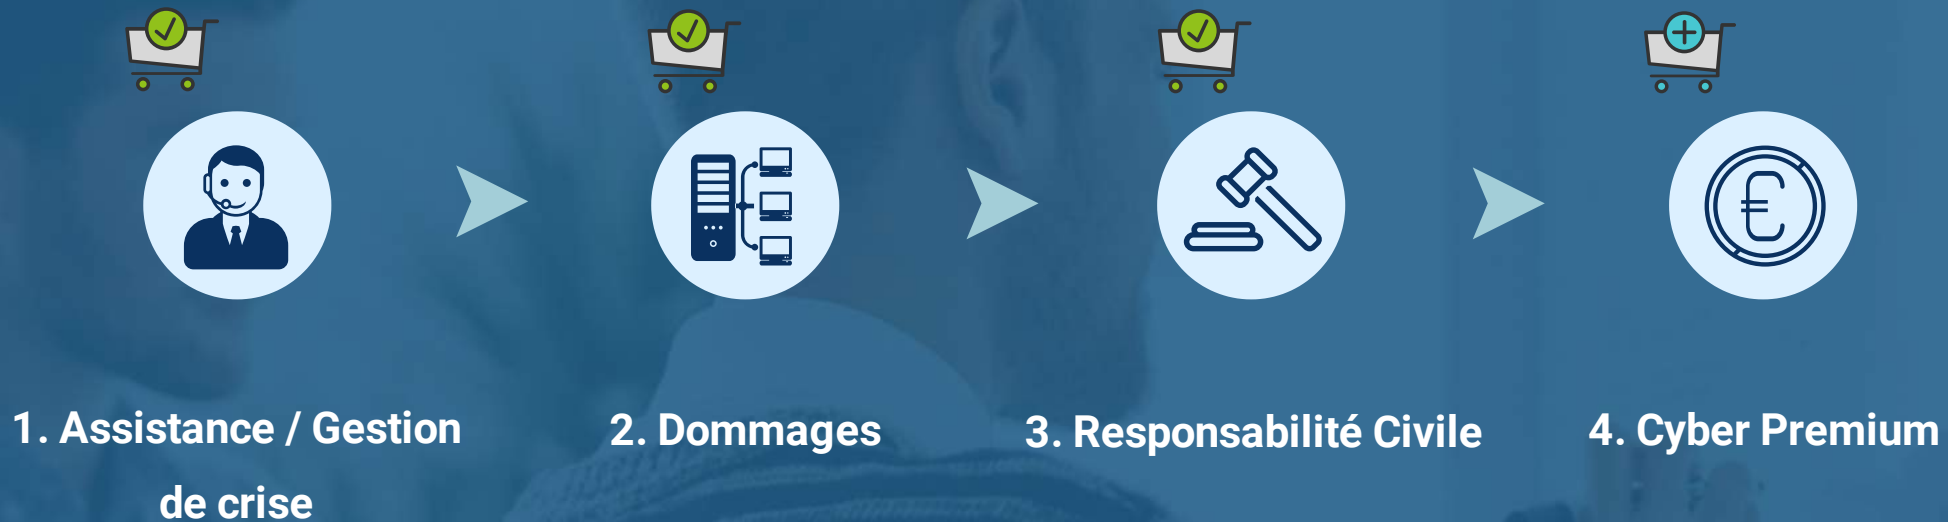 1. Assistance / Gestion
de crise
2. Dommages
3. Responsabilité Civile
4. Cyber Premium